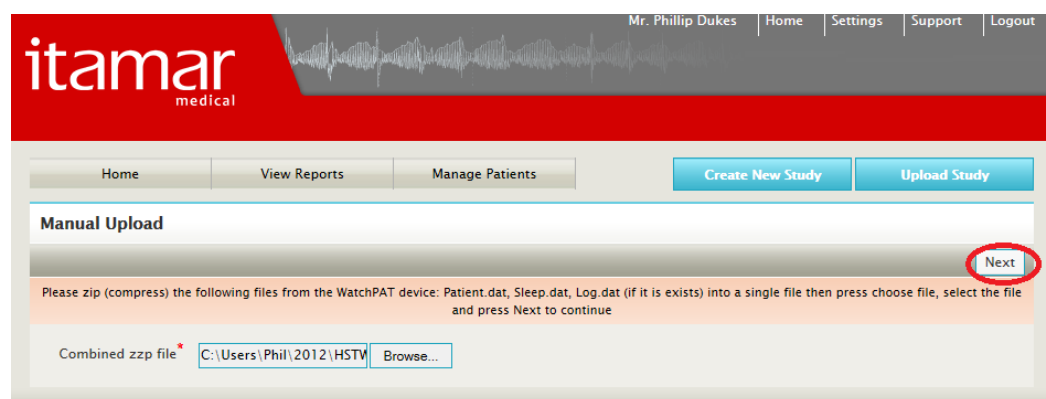 Mr. Phillip Dukes Home Settings Support Logout
itamar
medical
Home View Reports Manage Patients Create New Study Upload Study
Manual Upload
Next
Please zip (compress) the following files from the WatchPAT device: Patient.dat, Sleep.dat, Log.dat (if it is exists) into a single file then press choose file, select the file
and press Next to continue
Combined zzp file* C:\Users\Phil\2012\HSTW Browse...